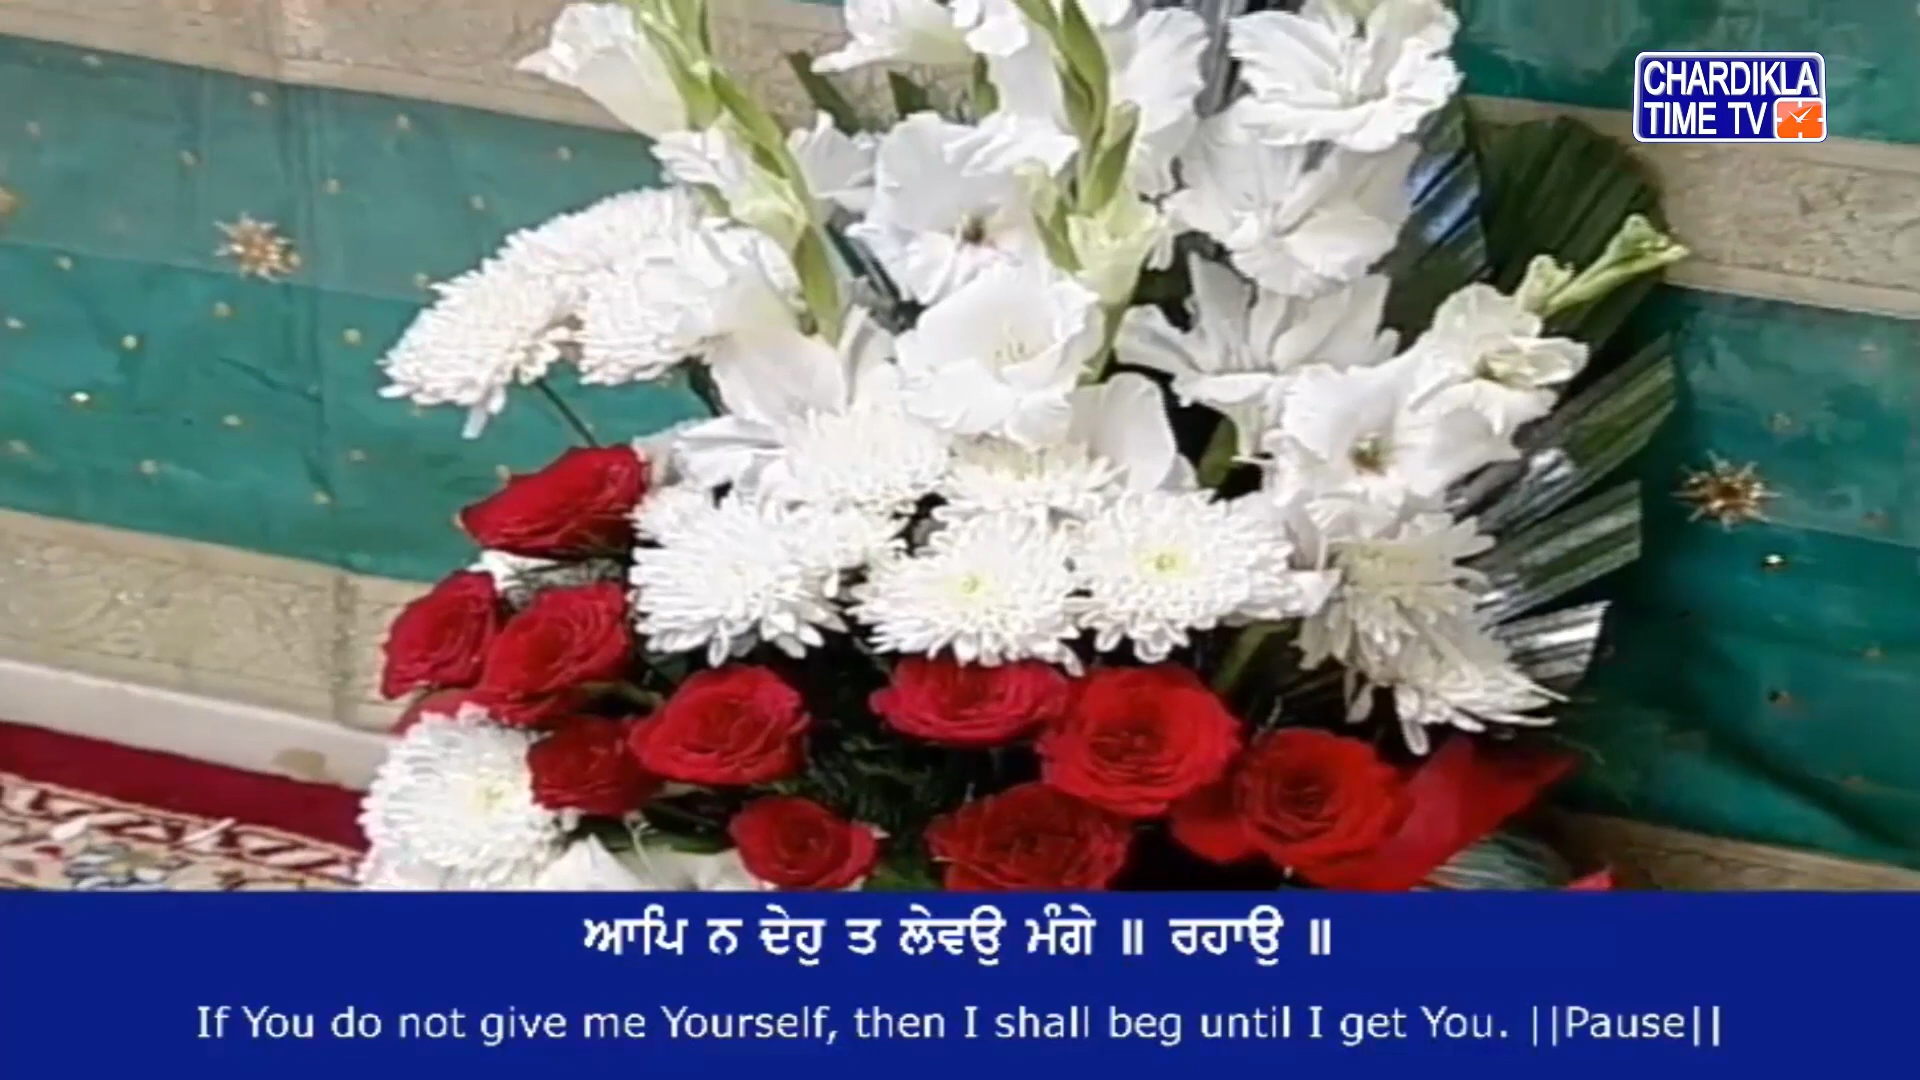 CHARDIKLA
TIME TV
ਆਪਿ ਨ ਦੇਹੁ ਤ ਲੇਵਉ ਮੰਗੇ ॥ ਰਹਾਉ ॥
If You do not give me Yourself, then I shall beg until I get You. ||Pause||